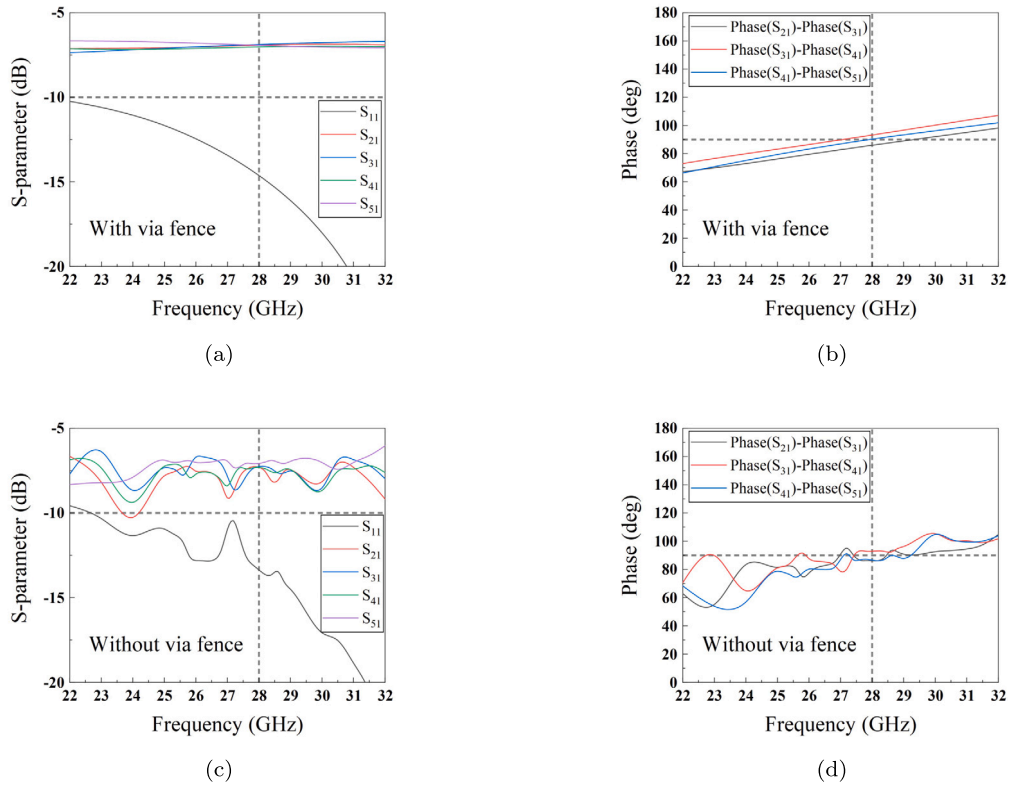 -5
-10
-15
-20
S-parameter (dB)
S11
S21
S31
S41
S51
With via fence
22 23 24 25 26 27 28 29 30 31 32
Frequency (GHz)
(a)
180
160
140
120
100
80
60
40
20
0
Phase (deg)
Phase(S21)-Phase(S31)
Phase(S31)-Phase(S41)
Phase(S41)-Phase(S51)
With via fence
22 23 24 25 26 27 28 29 30 31 32
Frequency (GHz)
(b)
-5
-10
-15
-20
S-parameter (dB)
S11
S21
S31
S41
S51
Without via fence
22 23 24 25 26 27 28 29 30 31 32
Frequency (GHz)
(c)
180
160
140
120
100
80
60
40
20
0
Phase (deg)
Phase(S21)-Phase(S31)
Phase(S31)-Phase(S41)
Phase(S41)-Phase(S51)
Without via fence
22 23 24 25 26 27 28 29 30 31 32
Frequency (GHz)
(d)